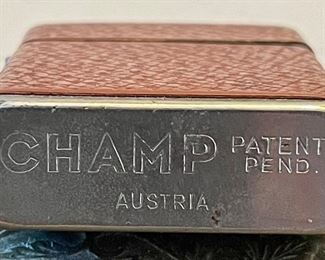 CHAMP PATENT
PEND.
AUSTRIA